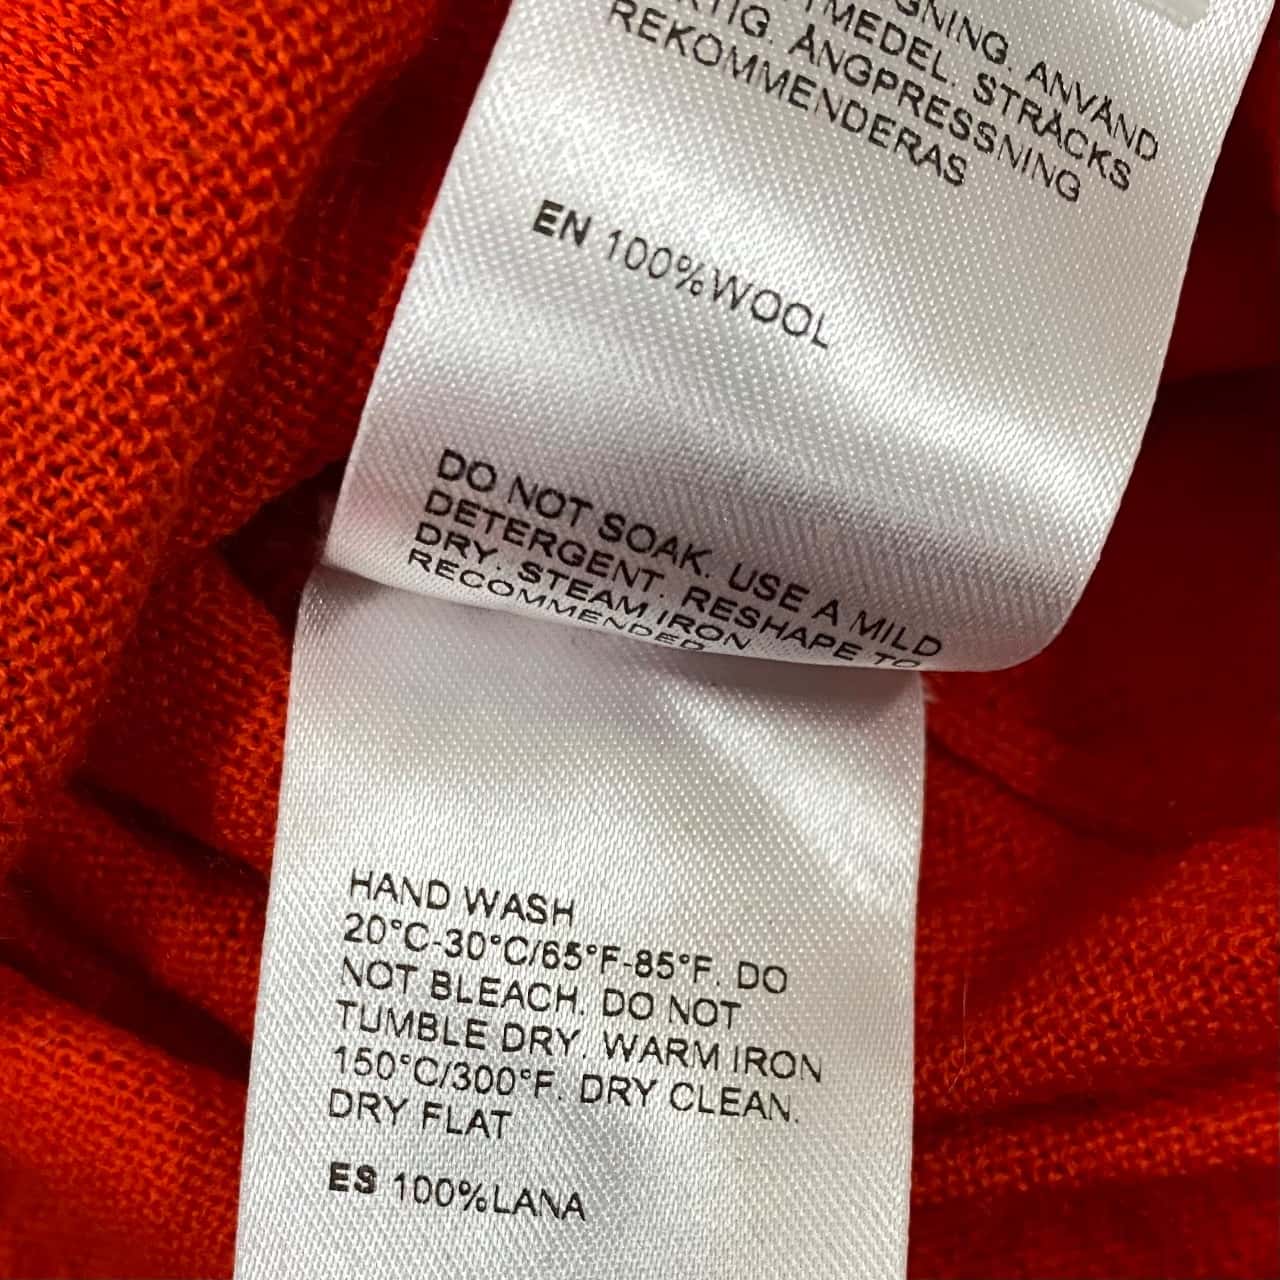 GNING. ANVÄND
TMEDEL. STRÄCKS
RTIG. ÅNGPRESSNING
REKOMMENDERAS
EN 100%WOOL
DO NOT SOAK. USE A MILD
DETERGENT. RESHAPE TO
DRY. STEAM IRON
RECOMMENDED
HAND WASH
20°C-30°C/65°F-85°F. DO
NOT BLEACH. DO NOT
TUMBLE DRY. WARM IRON
150°C/300°F. DRY CLEAN.
DRY FLAT
ES 100%LANA